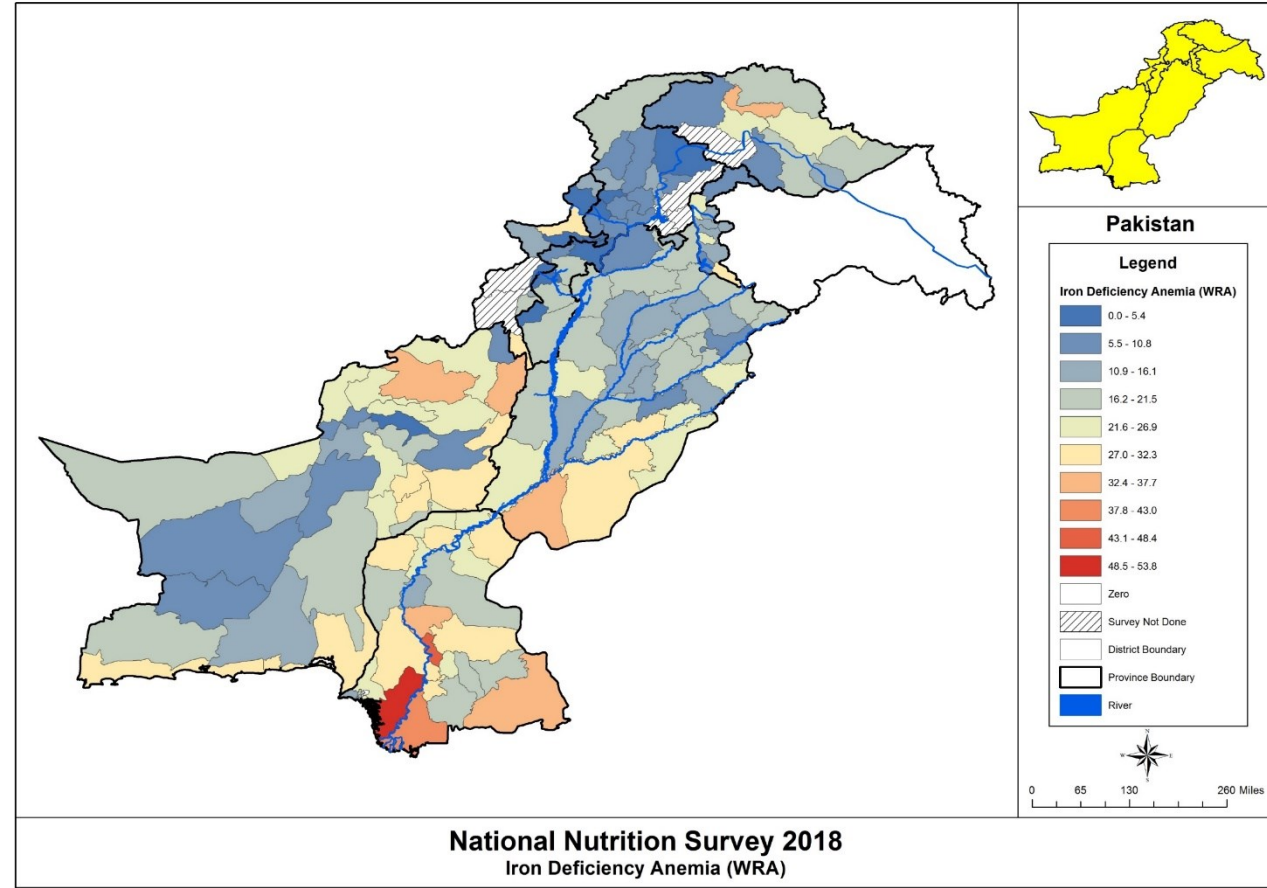 Pakistan
Legend
Iron Deficiency Anemia (WRA)
0.0 - 5.4
5.5 - 10.8
10.9 - 16.1
16.2 - 21.5
21.6 - 26.9
27.0 - 32.3
32.4 - 37.7
37.8 - 43.0
43.1 - 48.4
48.5 - 53.8
Zero
Survey Not Done
District Boundary
Province Boundary
River
N
W E
S
0 65 130 260 Miles
National Nutrition Survey 2018
Iron Deficiency Anemia (WRA)